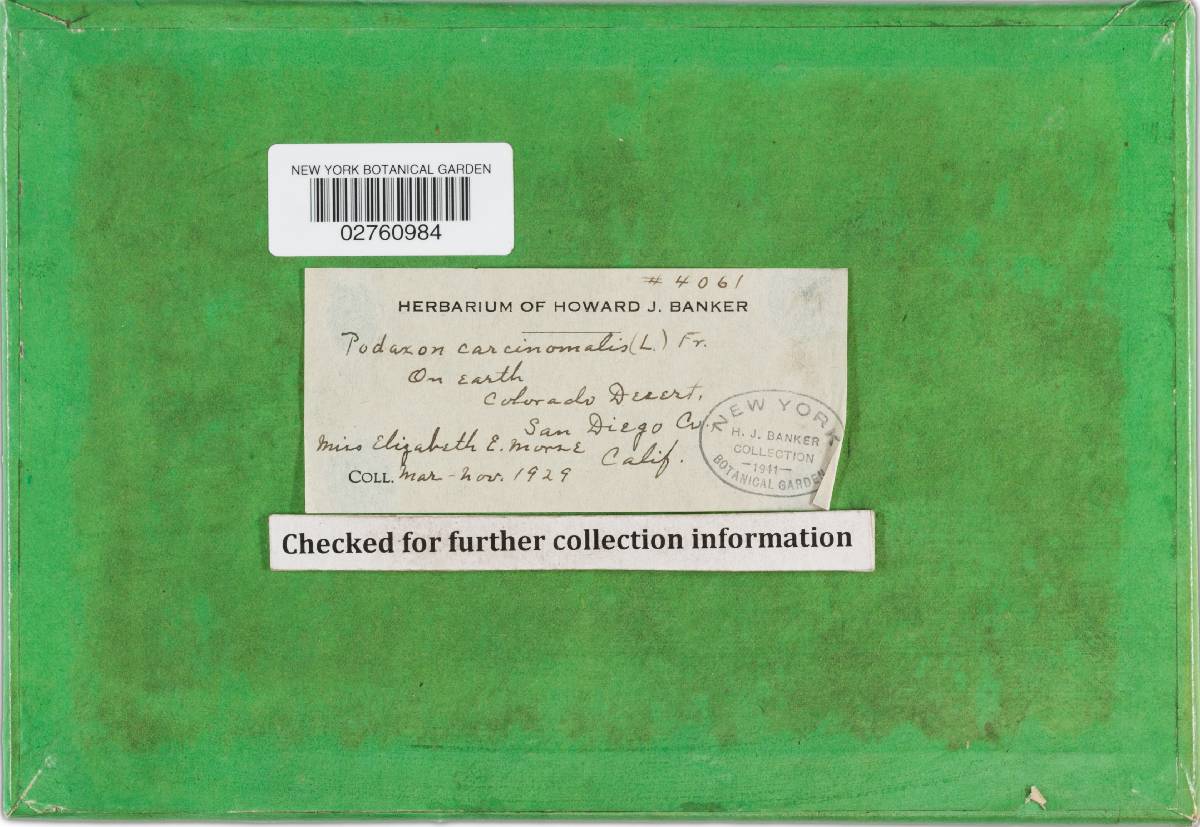 NEW YORK BOTANICAL GARDEN
02760984
# 4061
HERBARIUM OF HOWARD J. BANKER
Podaxon carcinomalis (L.) Fr.
On earth
Colorado Desert,
San Diego Co.
Miss Elizabeth E. Morse Calif.
COLL. Mar-Nov. 1929
NEW YORK
H. J. BANKER
COLLECTION
—1941—
BOTANICAL GARDEN
Checked for further collection information